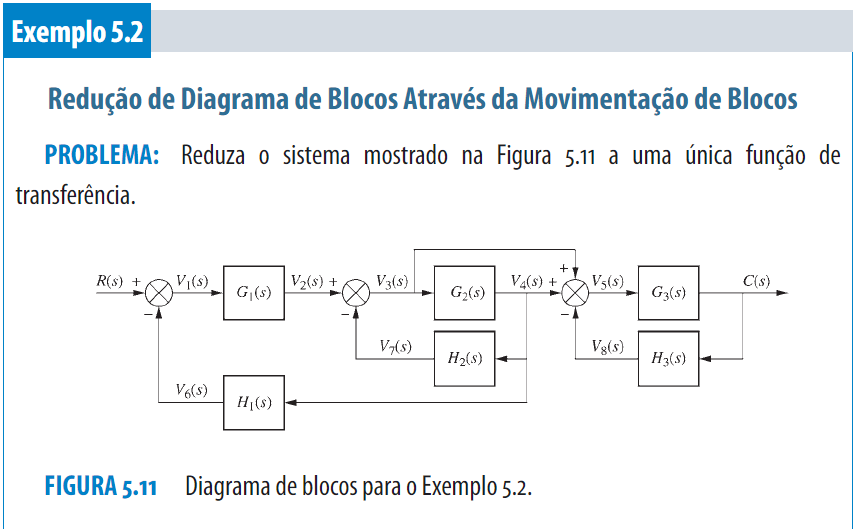 Exemplo 5.2
Redução de Diagrama de Blocos Através da Movimentação de Blocos
PROBLEMA: Reduza o sistema mostrado na Figura 5.11 a uma única função de
transferência.
R(s) + V₁(s) G₁(s) V₂(s) + V₃(s) G₂(s) V₄(s) + + V₅(s) G₃(s) C(s)
− − −
V₇(s) H₂(s) V₈(s) H₃(s)
V₆(s) H₁(s)
FIGURA 5.11 Diagrama de blocos para o Exemplo 5.2.